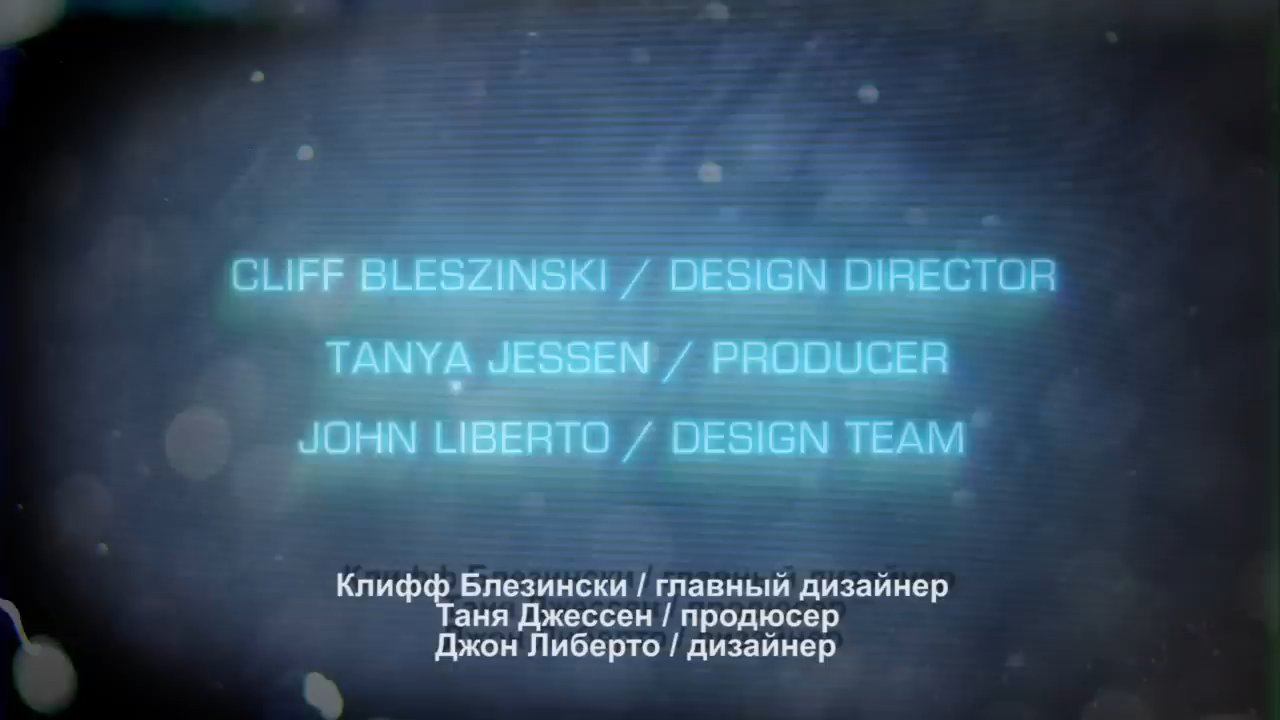 CLIFF BLESZINSKI / DESIGN DIRECTOR
TANYA JESSEN / PRODUCER
JOHN LIBERTO / DESIGN TEAM
Клифф Блезински / главный дизайнер
Таня Джессен / продюсер
Джон Либерто / дизайнер